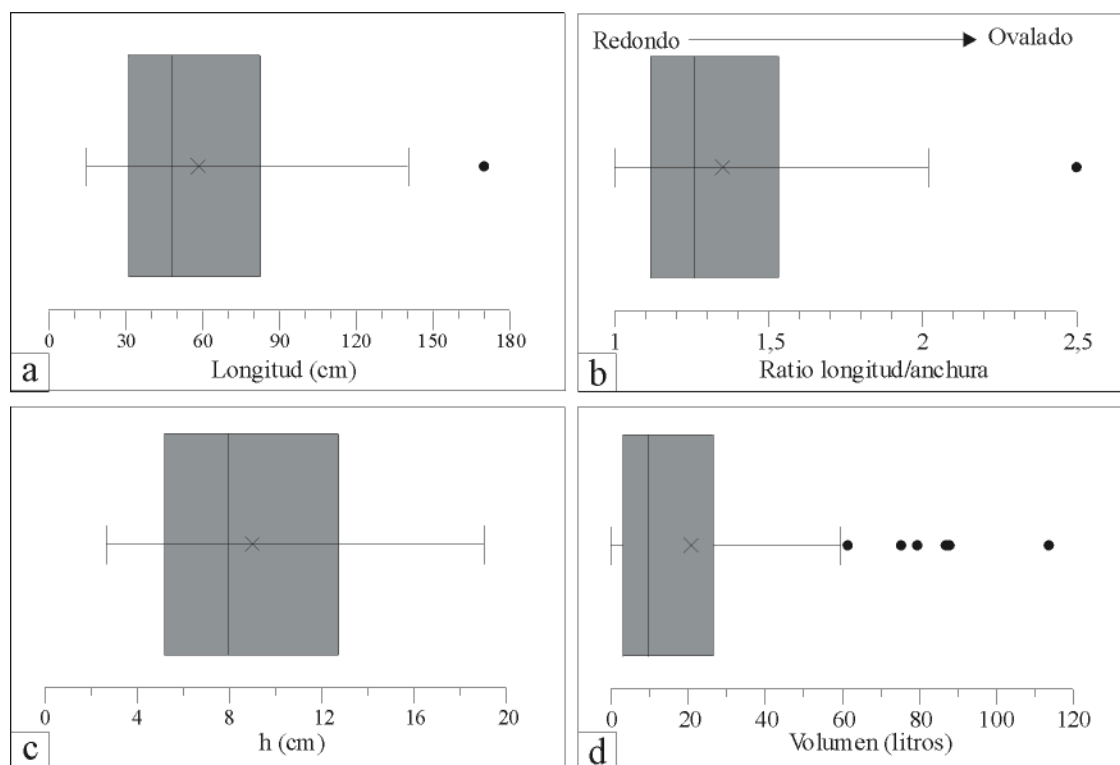 Redondo
Ovalado
0 30 60 90 120 150 180
Longitud (cm)
a
1 1,5 2 2,5
Ratio longitud/anchura
b
0 4 8 12 16 20
h (cm)
c
0 20 40 60 80 100 120
Volumen (litros)
d